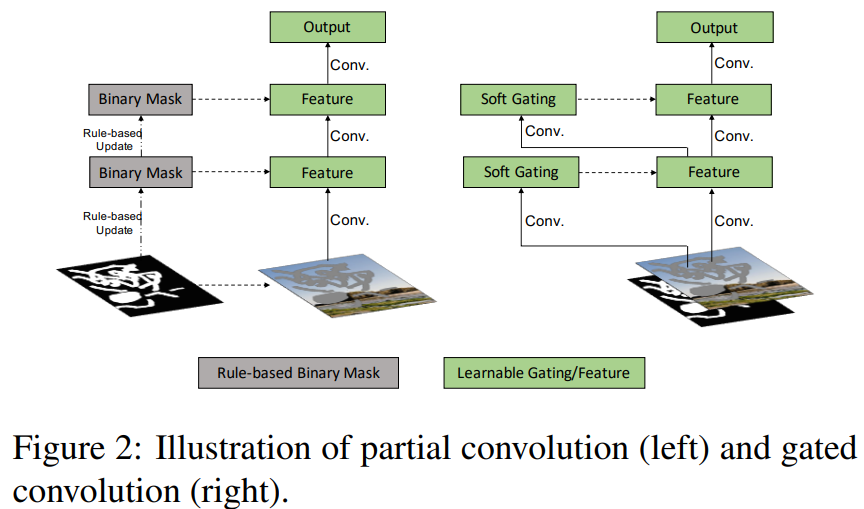 Output
Conv.
Binary Mask
Feature
Rule-based
Update
Conv.
Binary Mask
Feature
Rule-based
Update
Conv.
Output
Conv.
Soft Gating
Feature
Conv.
Conv.
Soft Gating
Feature
Conv.
Conv.
Rule-based Binary Mask
Learnable Gating/Feature
Figure 2: Illustration of partial convolution (left) and gated
convolution (right).